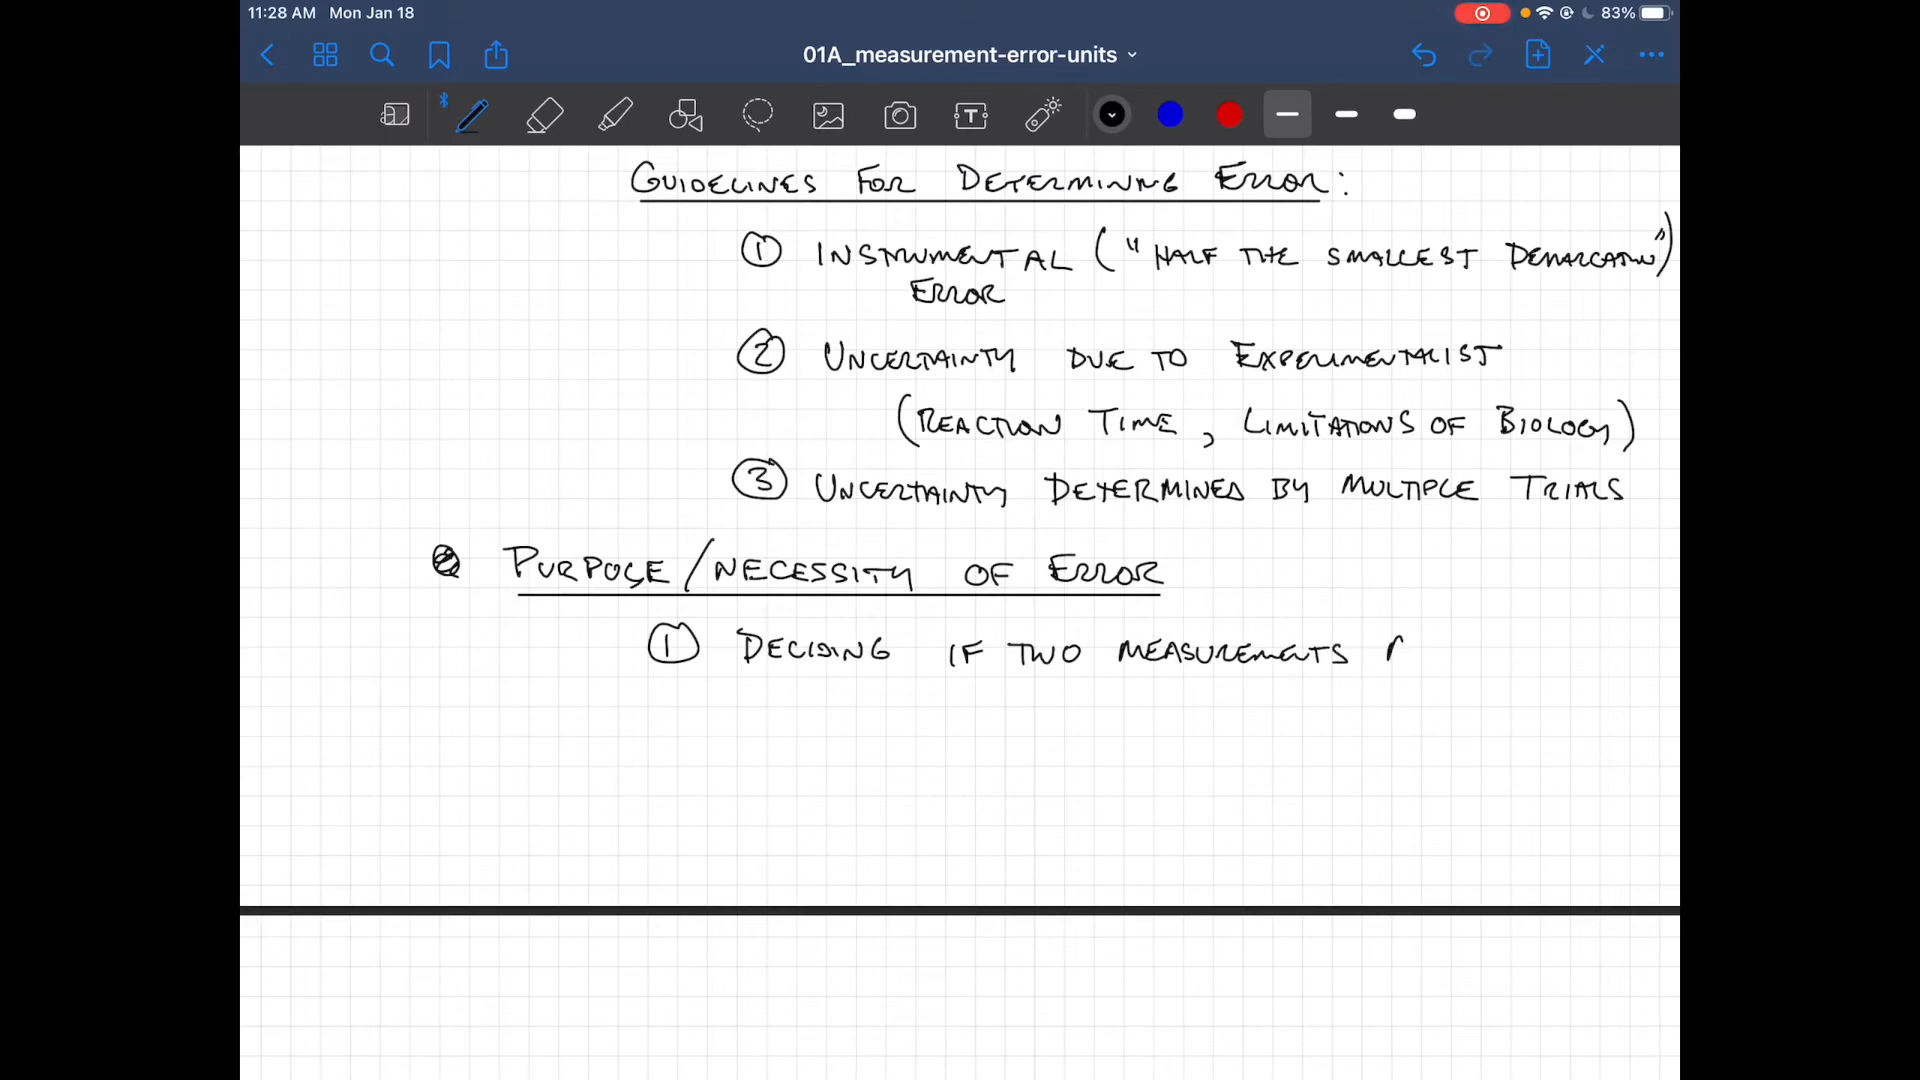 11:28 AM Mon Jan 18 83%
01A_measurement-error-units
GUIDELINES FOR DETERMINING ERROR:
① INSTRUMENTAL ("HALF THE SMALLEST DEMARCATION")
ERROR
② UNCERTAINTY DUE TO EXPERIMENTALIST
(REACTION TIME, LIMITATIONS OF BIOLOGY)
③ UNCERTAINTY DETERMINED BY MULTIPLE TRIALS
PURPOSE/NECESSITY OF ERROR
① DECIDING IF TWO MEASUREMENTS